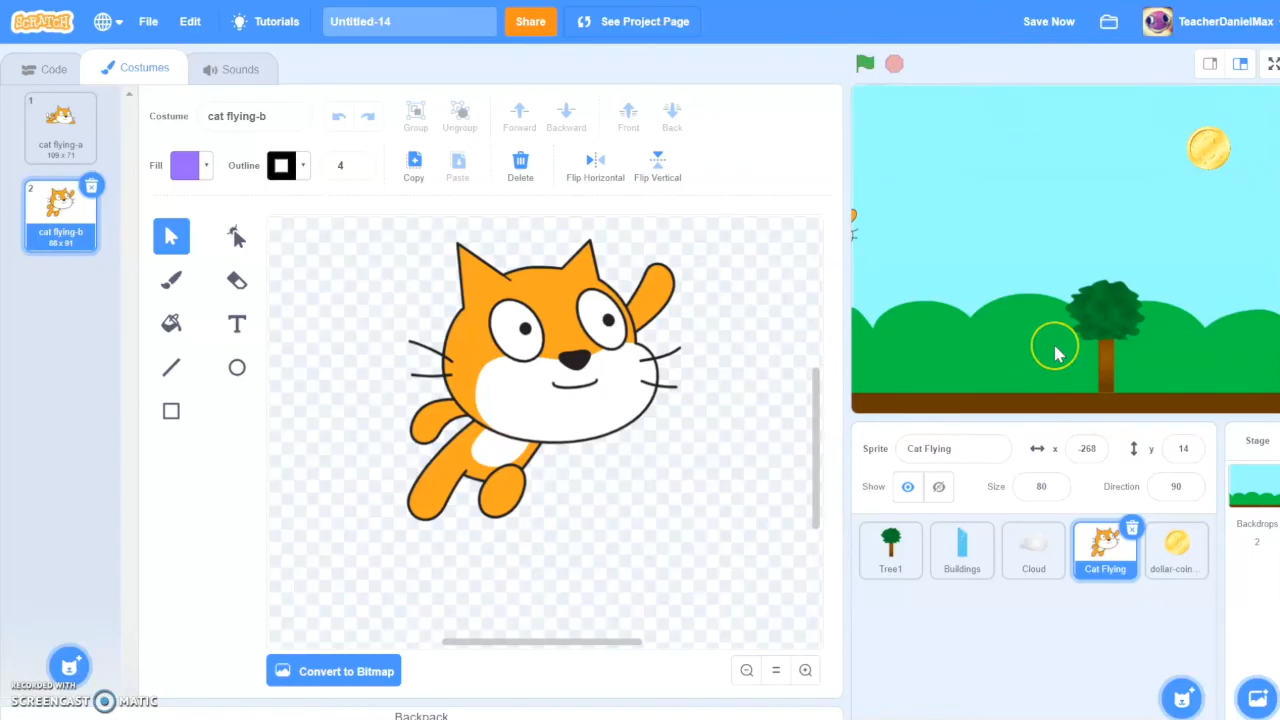 SCRATCH File Edit Tutorials Untitled-14 Share See Project Page Save Now TeacherDanielMax
Code Costumes Sounds
1
cat flying-a
109 x 71
2
cat flying-b
86 x 91
Costume cat flying-b Group Ungroup Forward Backward Front Back
Fill Outline 4 Copy Paste Delete Flip Horizontal Flip Vertical
T
Convert to Bitmap
Sprite Cat Flying x -268 y 14
Show Size 80 Direction 90
Tree1 Buildings Cloud Cat Flying dollar-coin...
Stage
Backdrops
2
RECORDED WITH
SCREENCAST MATIC
Backpack